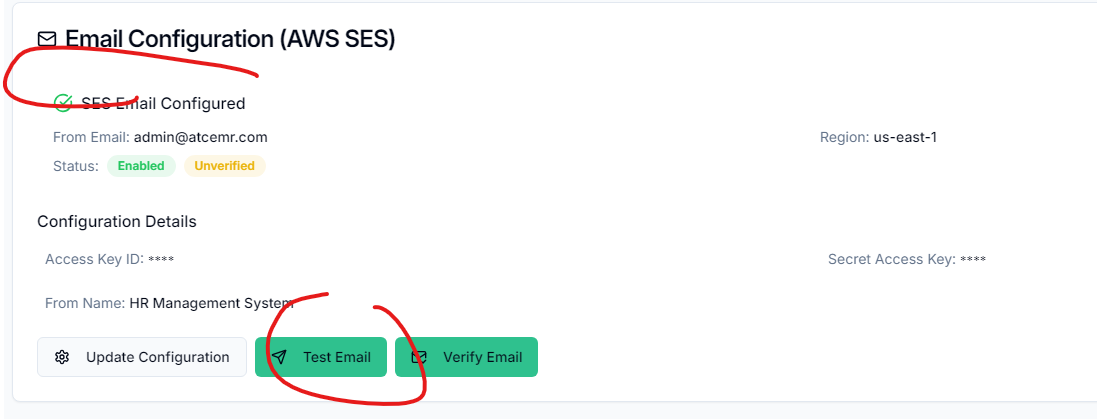 Email Configuration (AWS SES)
SES Email Configured
From Email: admin@atcemr.com Region: us-east-1
Status: Enabled Unverified
Configuration Details
Access Key ID: **** Secret Access Key: ****
From Name: HR Management System
Update Configuration Test Email Verify Email